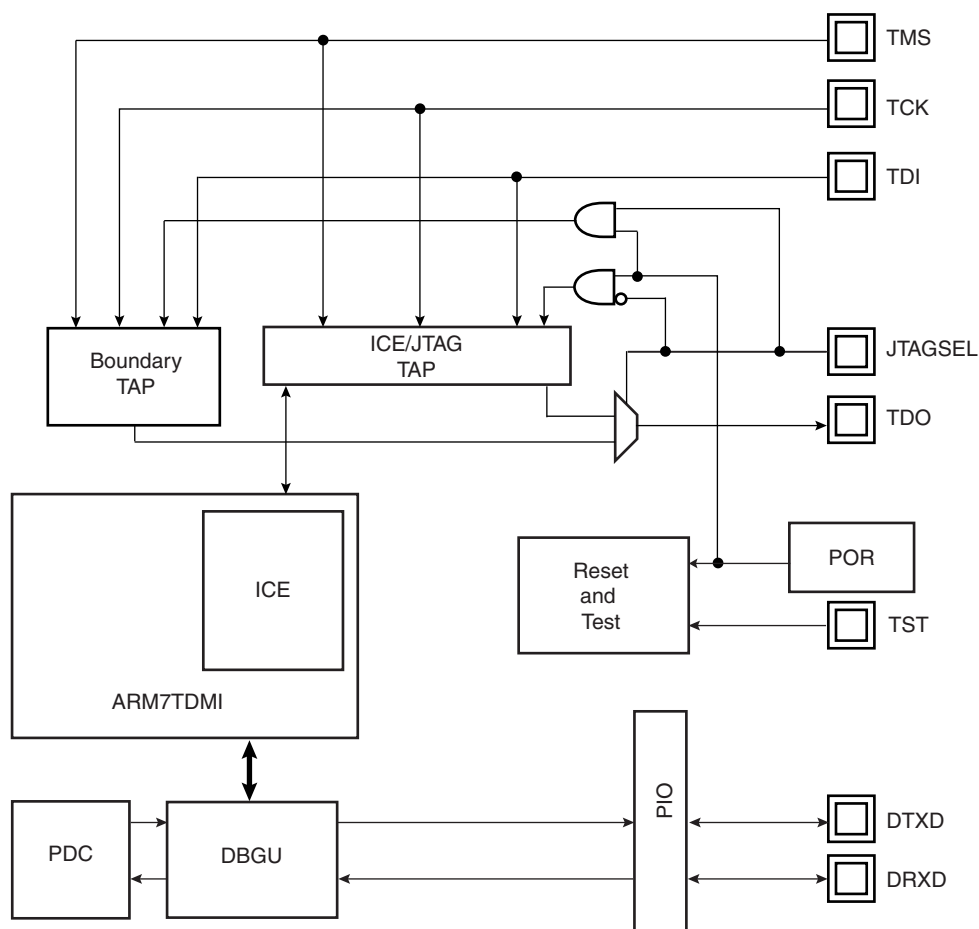 TMS
TCK
TDI
Boundary
TAP
ICE/JTAG
TAP
JTAGSEL
TDO
ICE
ARM7TDMI
Reset
and
Test
POR
TST
PDC
DBGU
PIO
DTXD
DRXD